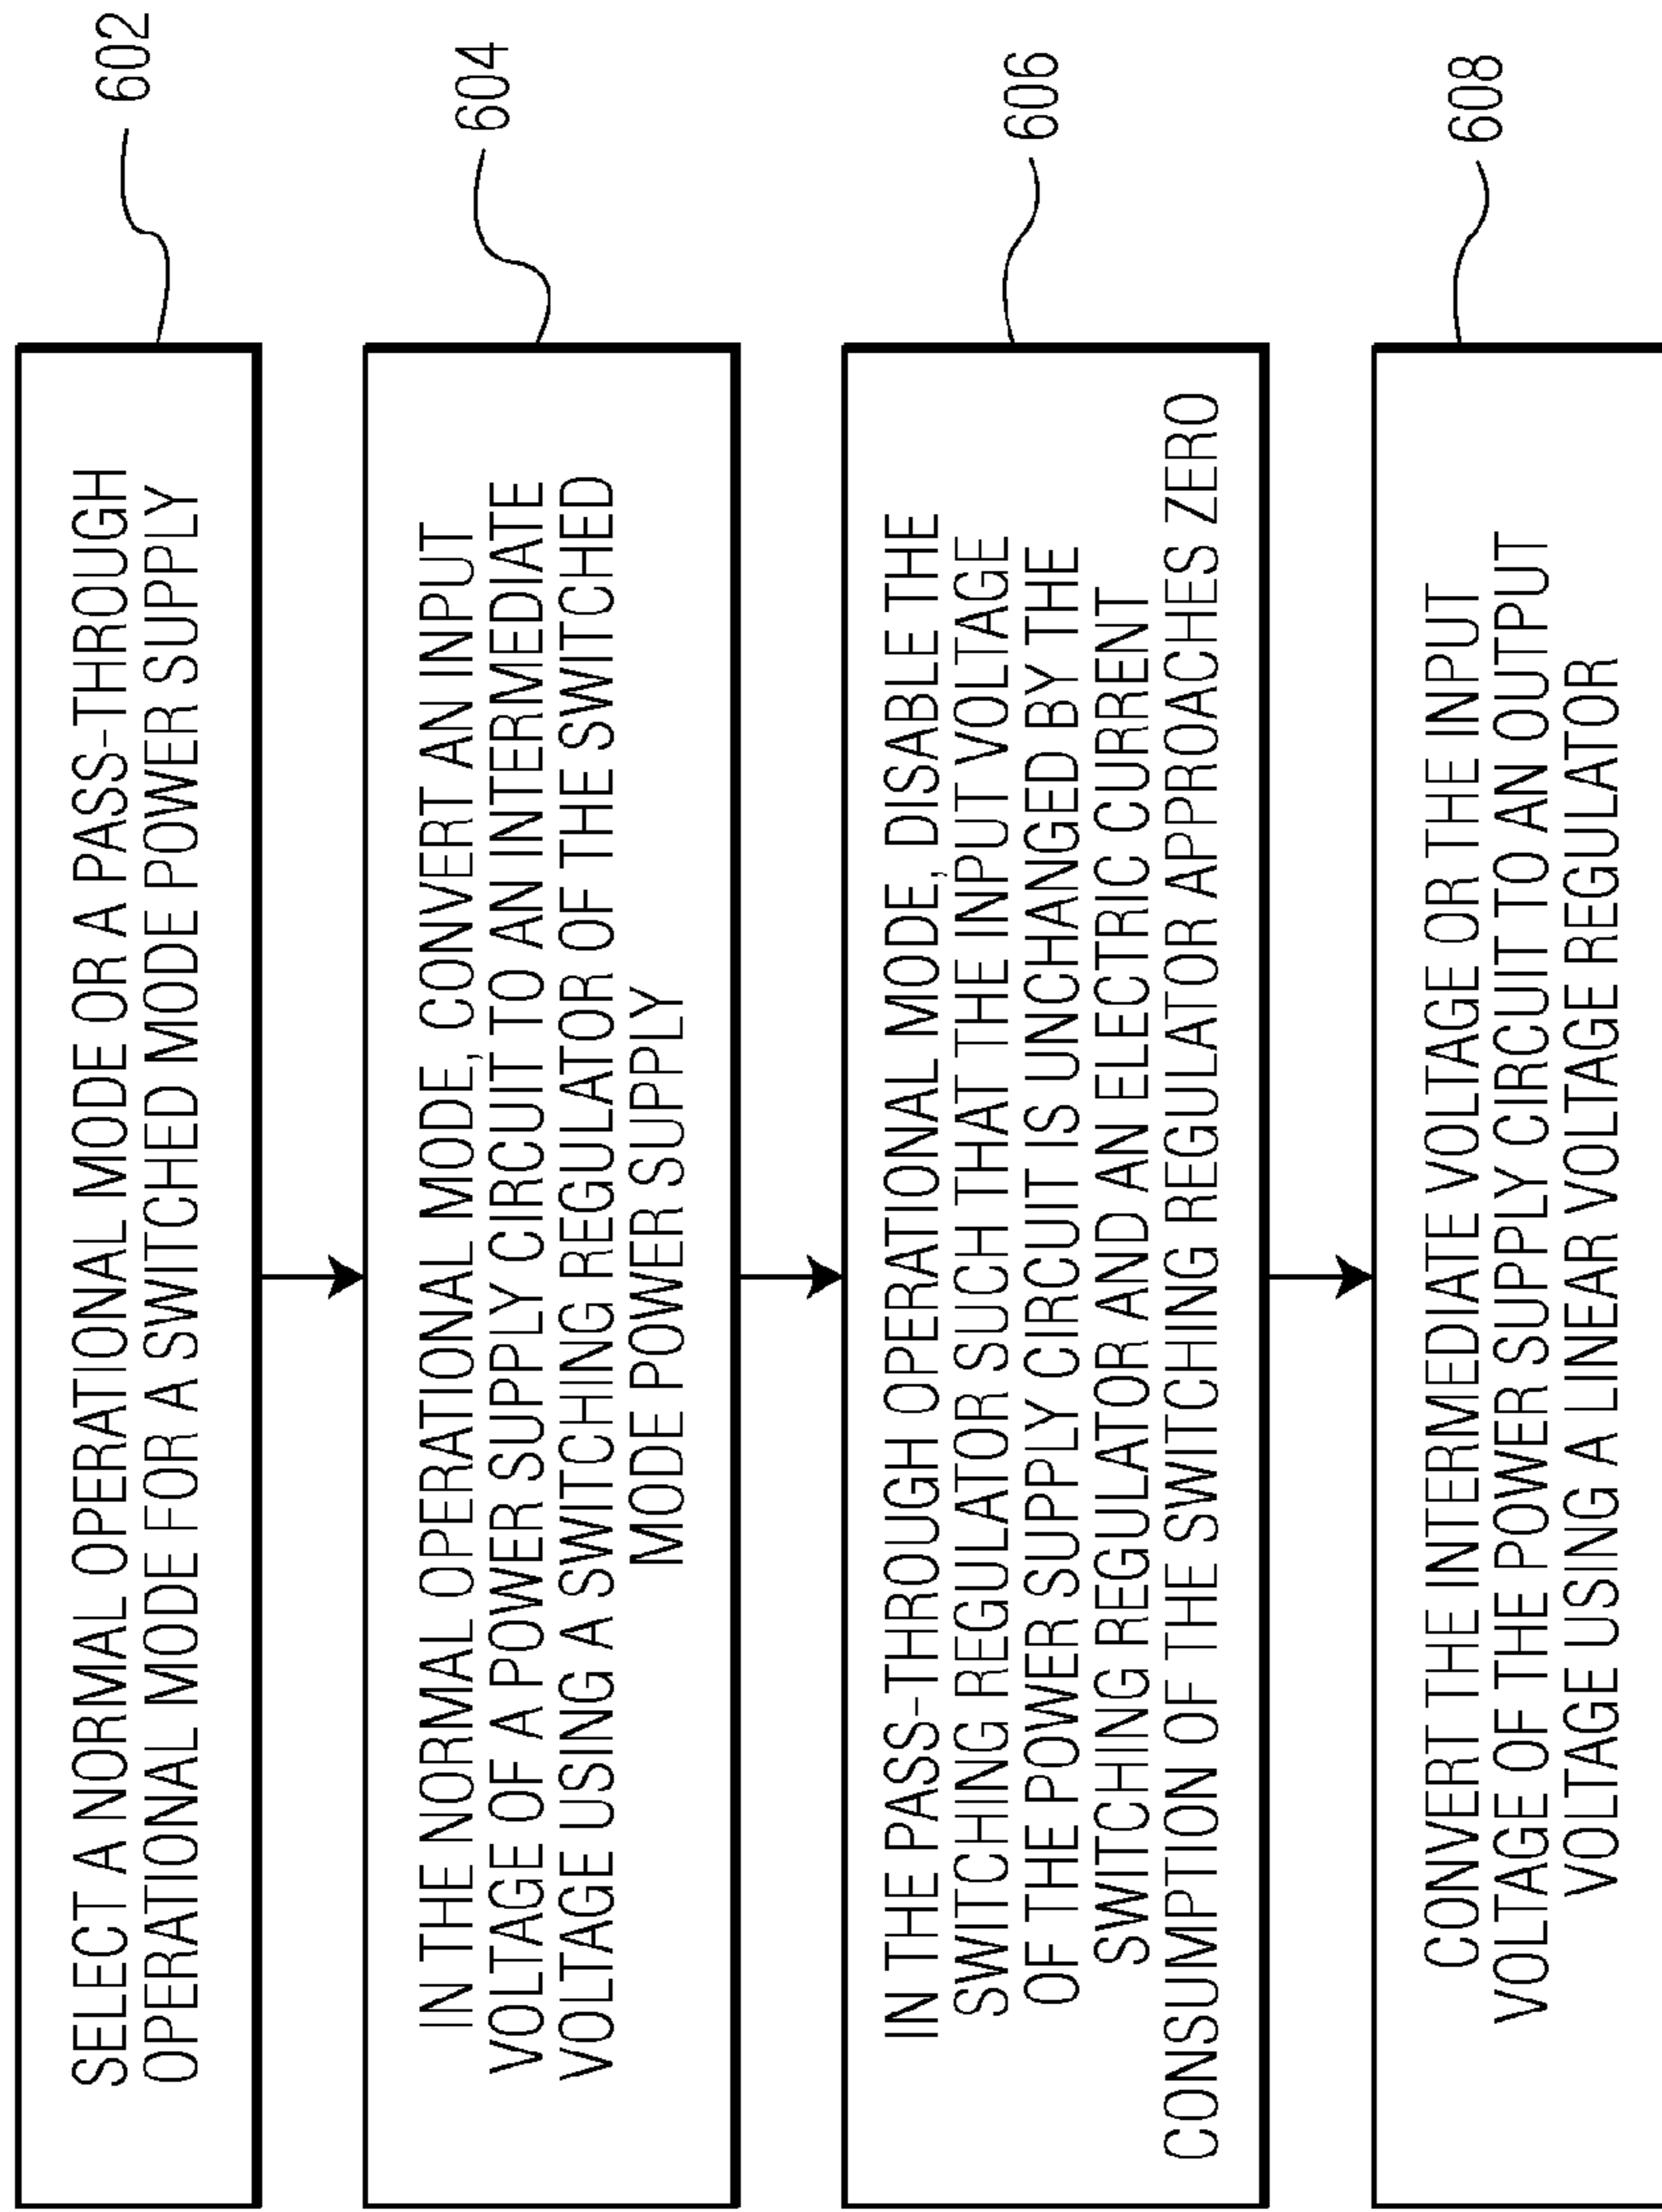 SELECT A NORMAL OPERATIONAL MODE OR A PASS-THROUGH
OPERATIONAL MODE FOR A SWITCHED MODE POWER SUPPLY
602
IN THE NORMAL OPERATIONAL MODE, CONVERT AN INPUT
VOLTAGE OF A POWER SUPPLY CIRCUIT TO AN INTERMEDIATE
VOLTAGE USING A SWITCHING REGULATOR OF THE SWITCHED
MODE POWER SUPPLY
604
IN THE PASS-THROUGH OPERATIONAL MODE, DISABLE THE
SWITCHING REGULATOR SUCH THAT THE INPUT VOLTAGE
OF THE POWER SUPPLY CIRCUIT IS UNCHANGED BY THE
SWITCHING REGULATOR AND AN ELECTRIC CURRENT
CONSUMPTION OF THE SWITCHING REGULATOR APPROACHES ZERO
606
CONVERT THE INTERMEDIATE VOLTAGE OR THE INPUT
VOLTAGE OF THE POWER SUPPLY CIRCUIT TO AN OUTPUT
VOLTAGE USING A LINEAR VOLTAGE REGULATOR
608